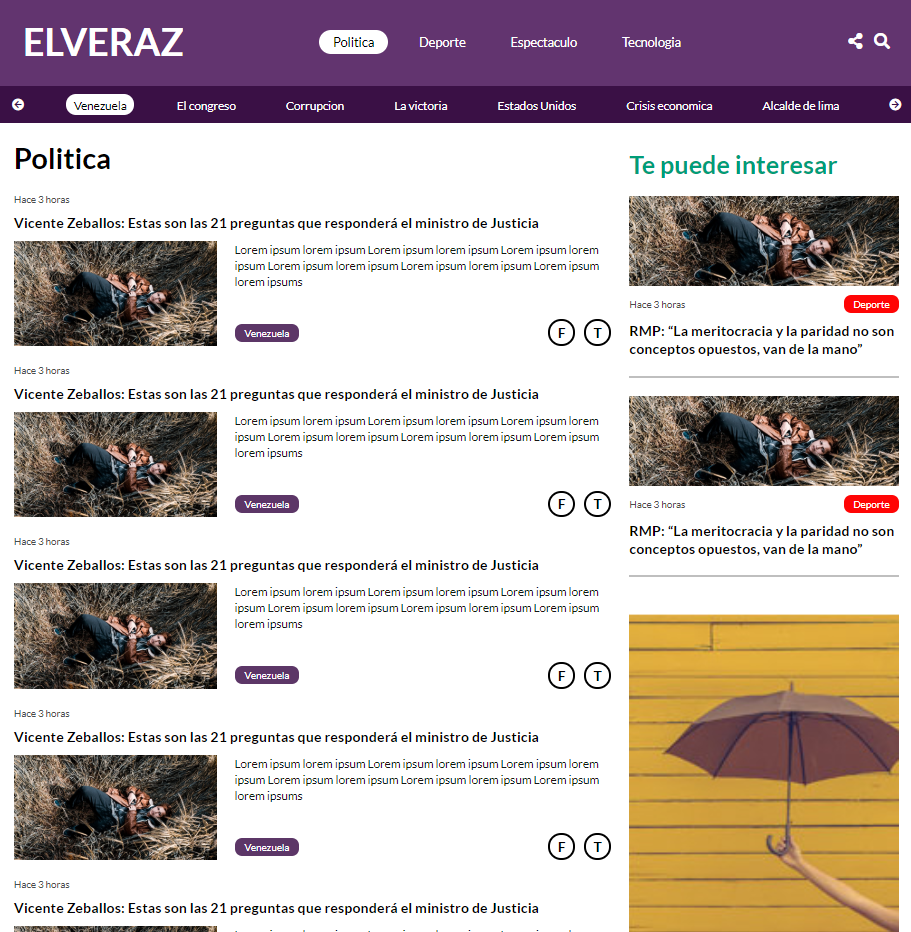 ELVERAZ
Politica
Deporte
Espectaculo
Tecnologia
Venezuela
El congreso
Corrupcion
La victoria
Estados Unidos
Crisis economica
Alcalde de lima
Politica
Hace 3 horas
Vicente Zeballos: Estas son las 21 preguntas que responderá el ministro de Justicia
Lorem ipsum lorem ipsum Lorem ipsum lorem ipsum Lorem ipsum lorem
ipsum Lorem ipsum lorem ipsum Lorem ipsum lorem ipsum Lorem ipsum
lorem ipsums
Venezuela
F
T
Hace 3 horas
Vicente Zeballos: Estas son las 21 preguntas que responderá el ministro de Justicia
Lorem ipsum lorem ipsum Lorem ipsum lorem ipsum Lorem ipsum lorem
ipsum Lorem ipsum lorem ipsum Lorem ipsum lorem ipsum Lorem ipsum
lorem ipsums
Venezuela
F
T
Hace 3 horas
Vicente Zeballos: Estas son las 21 preguntas que responderá el ministro de Justicia
Lorem ipsum lorem ipsum Lorem ipsum lorem ipsum Lorem ipsum lorem
ipsum Lorem ipsum lorem ipsum Lorem ipsum lorem ipsum Lorem ipsum
lorem ipsums
Venezuela
F
T
Hace 3 horas
Vicente Zeballos: Estas son las 21 preguntas que responderá el ministro de Justicia
Lorem ipsum lorem ipsum Lorem ipsum lorem ipsum Lorem ipsum lorem
ipsum Lorem ipsum lorem ipsum Lorem ipsum lorem ipsum Lorem ipsum
lorem ipsums
Venezuela
F
T
Hace 3 horas
Vicente Zeballos: Estas son las 21 preguntas que responderá el ministro de Justicia
Te puede interesar
Hace 3 horas
Deporte
RMP: “La meritocracia y la paridad no son
conceptos opuestos, van de la mano”
Hace 3 horas
Deporte
RMP: “La meritocracia y la paridad no son
conceptos opuestos, van de la mano”